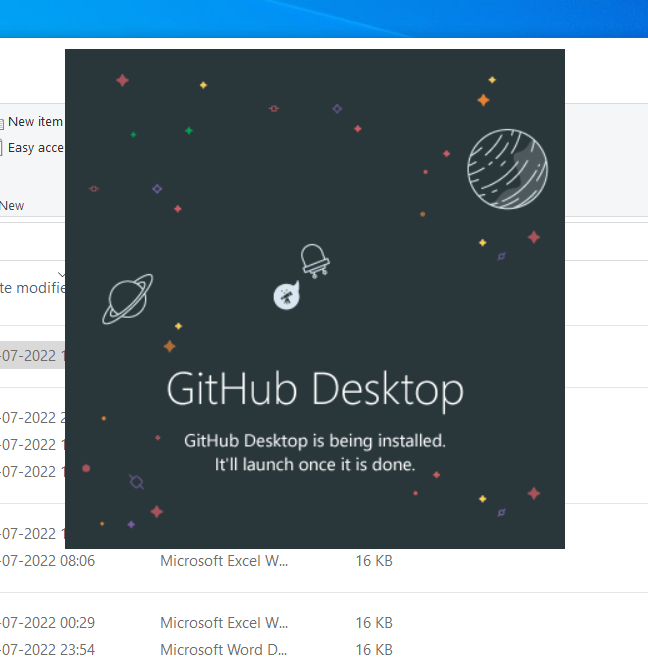 New item
Easy acce
New
te modifie
-07-2022 1
-07-2022 2
-07-2022 1
-07-2022 1
-07-2022 1
GitHub Desktop
GitHub Desktop is being installed.
It'll launch once it is done.
-07-2022 08:06 Microsoft Excel W... 16 KB
-07-2022 00:29 Microsoft Excel W... 16 KB
-07-2022 23:54 Microsoft Word D... 16 KB